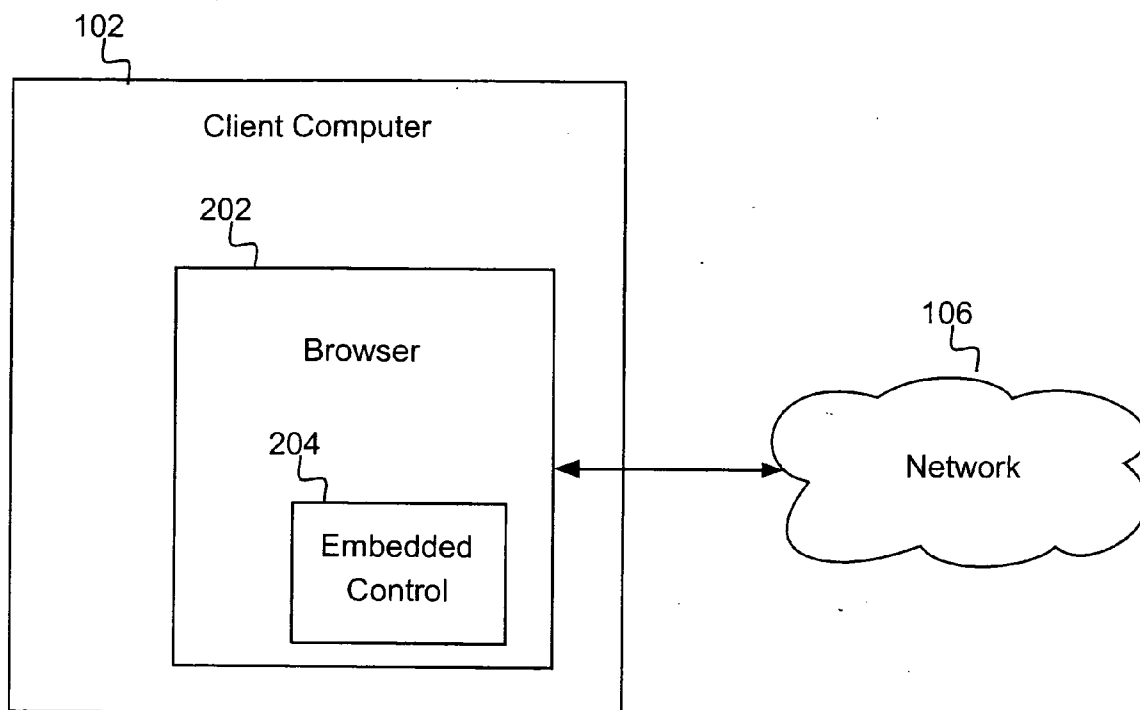 102
Client Computer
202
Browser
106
204
Network
Embedded
Control